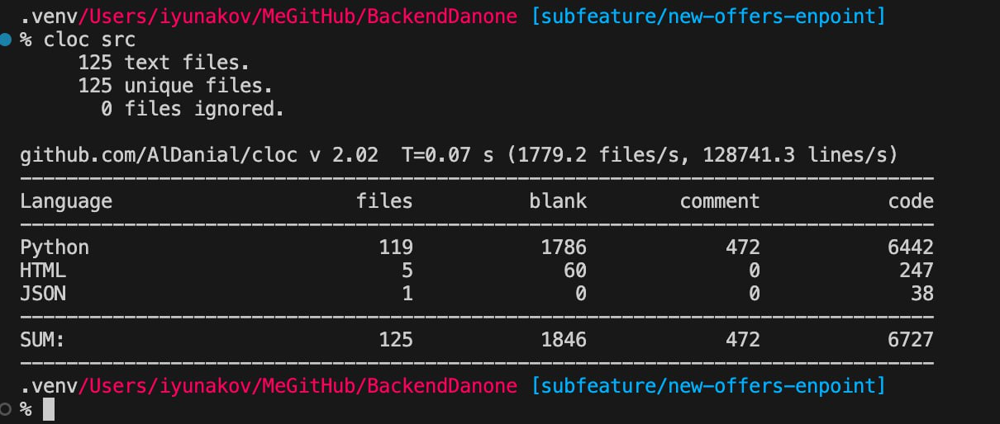 .venv/Users/iyunakov/MeGitHub/BackendDanone [subfeature/new-offers-enpoint]
% cloc src
125 text files.
125 unique files.
0 files ignored.
github.com/AlDanial/cloc v 2.02 T=0.07 s (1779.2 files/s, 128741.3 lines/s)
Language files blank comment code
Python 119 1786 472 6442
HTML 5 60 0 247
JSON 1 0 0 38
SUM: 125 1846 472 6727
.venv/Users/iyunakov/MeGitHub/BackendDanone [subfeature/new-offers-enpoint]
%